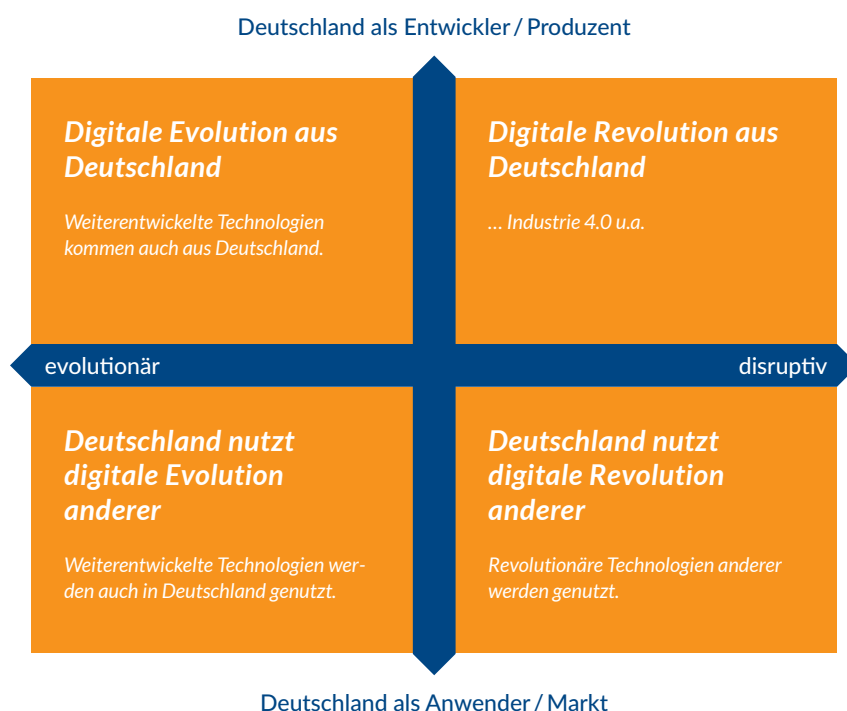 Deutschland als Entwickler / Produzent
Digitale Evolution aus
Deutschland
Weiterentwickelte Technologien
kommen auch aus Deutschland.
Digitale Revolution aus
Deutschland
... Industrie 4.0 u.a.
evolutionär
disruptiv
Deutschland nutzt
digitale Evolution
anderer
Weiterentwickelte Technologien wer-
den auch in Deutschland genutzt.
Deutschland nutzt
digitale Revolution
anderer
Revolutionäre Technologien anderer
werden genutzt.
Deutschland als Anwender / Markt